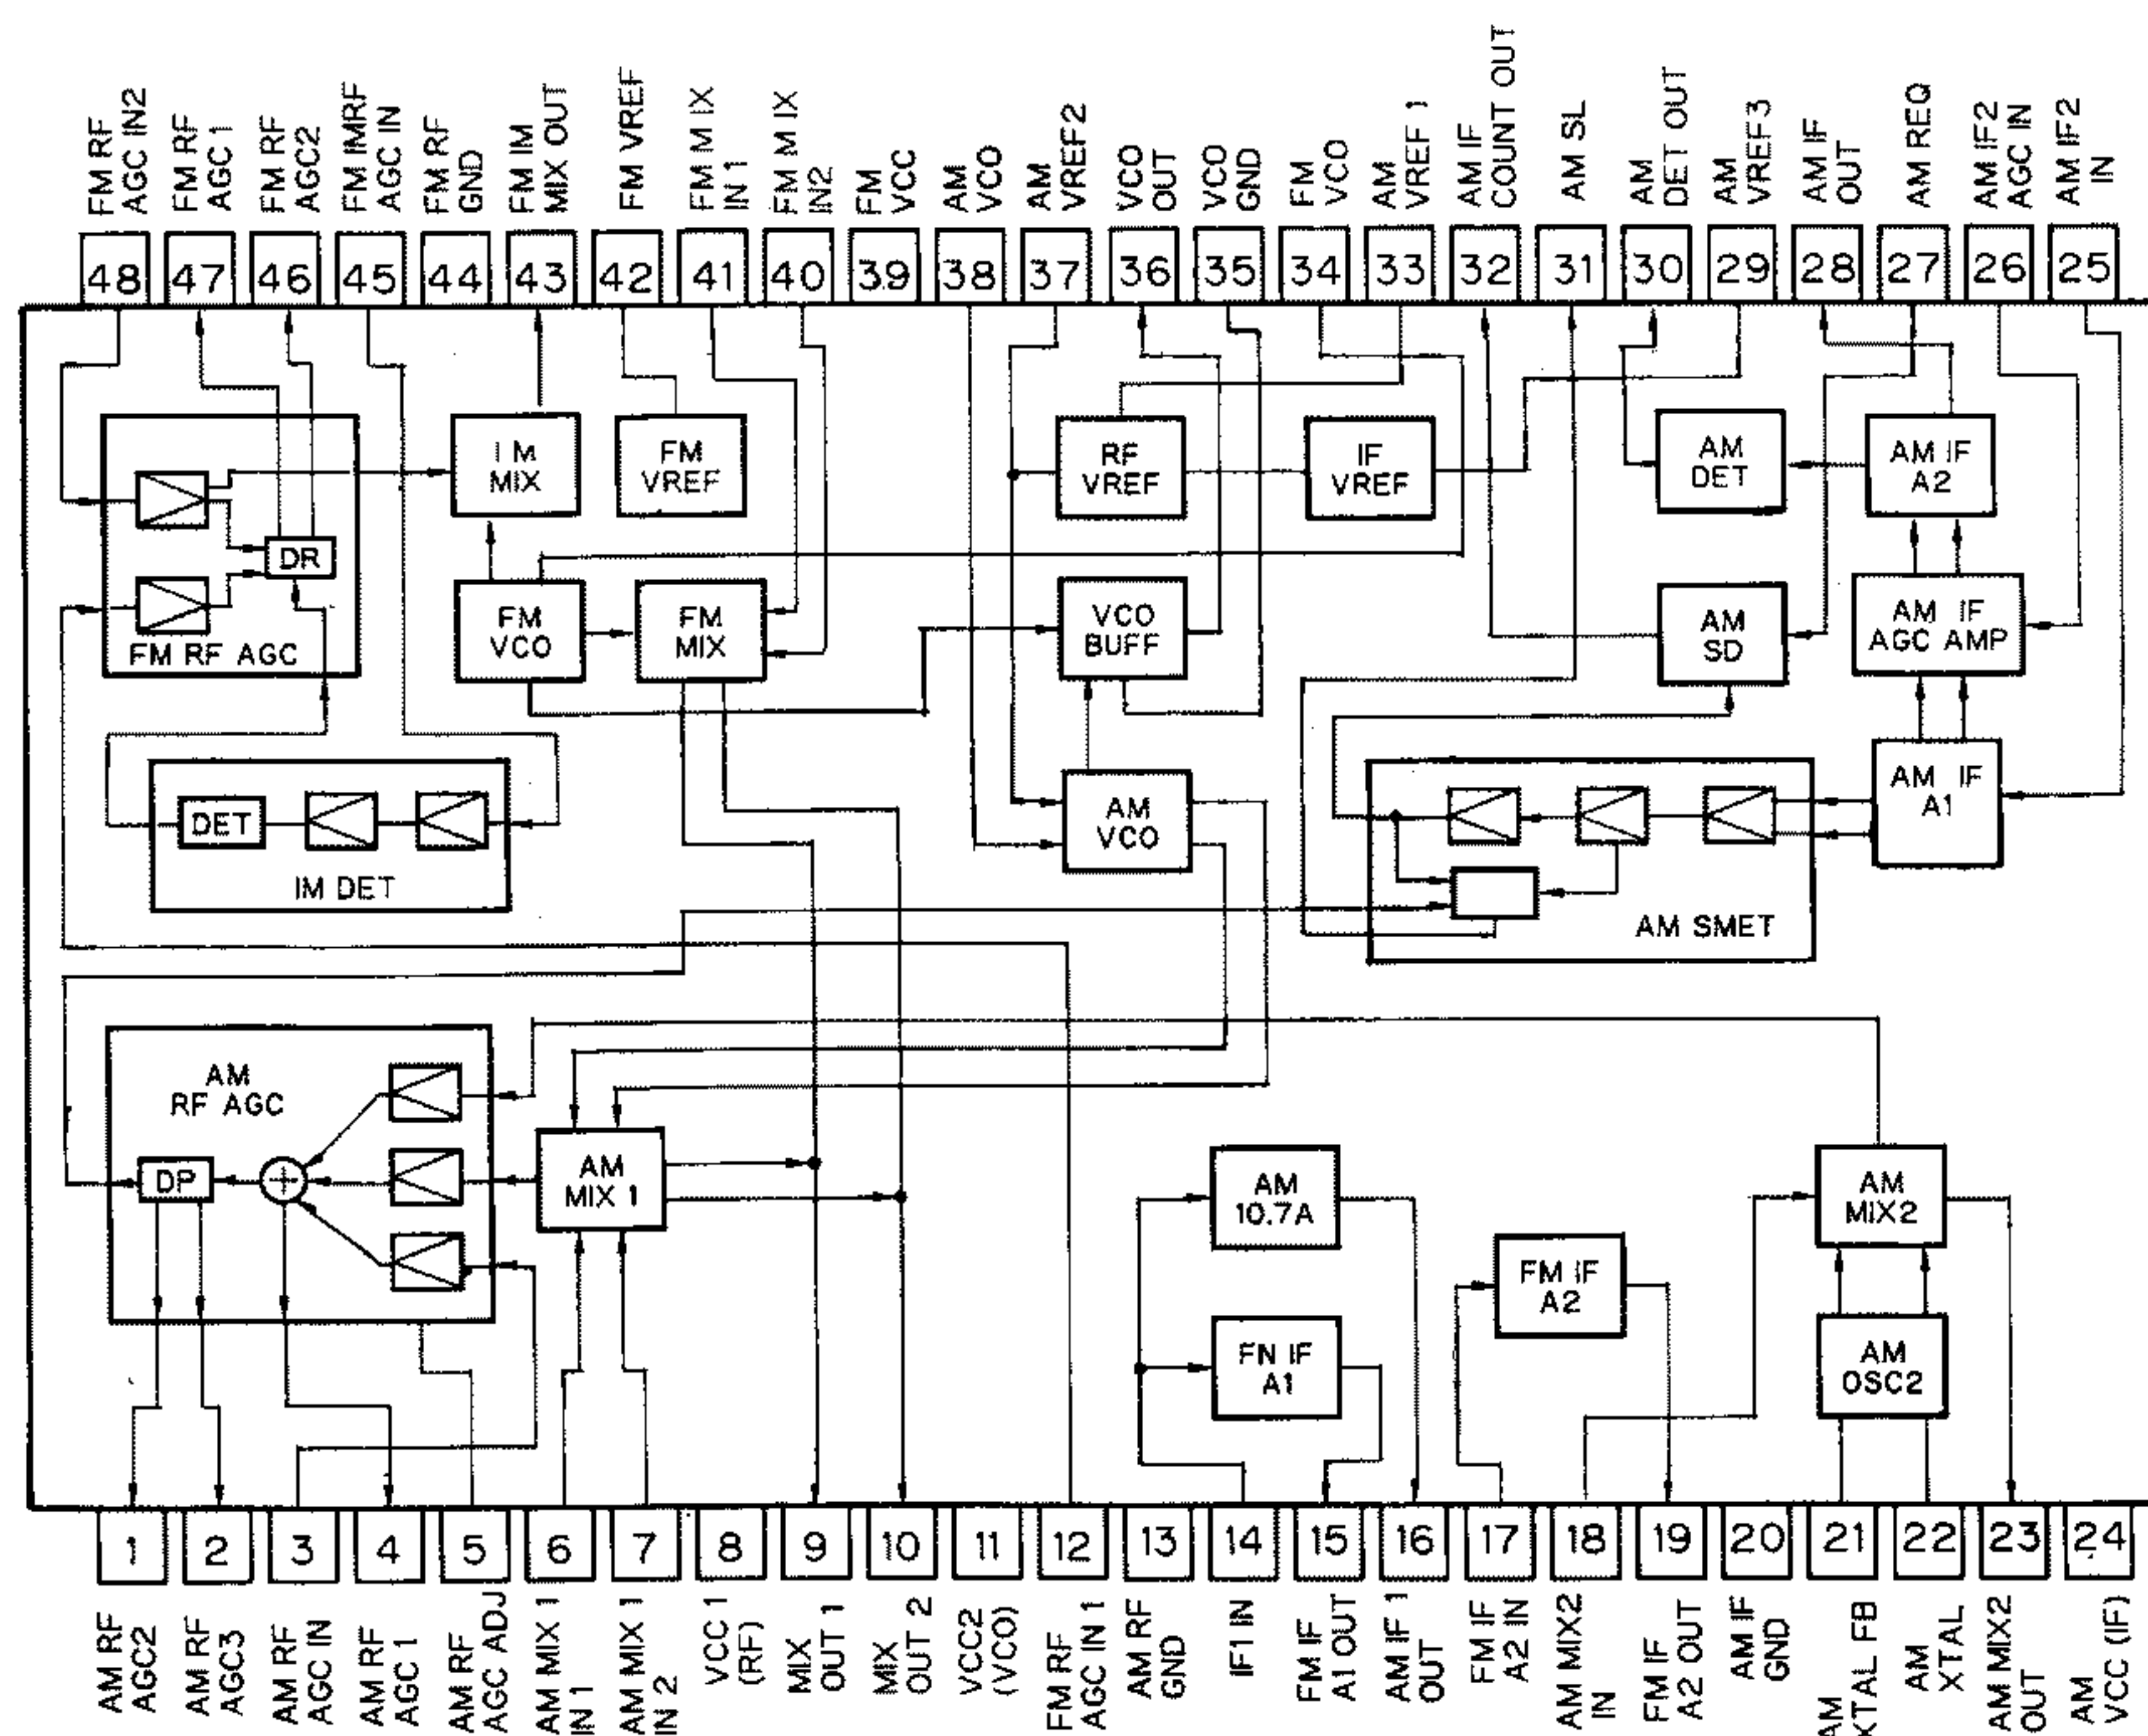 FM RF
AGC IN2
FM RF
AGC 1
FM RF
AGC2
FM IMRF
AGC IN
FM RF
GND
FM IM
MIX OUT
FM VREF
FM M IX
IN 1
FM M IX
IN2
FM
VCC
AM
VCO
AM
VREF2
VCO
OUT
VCO
GND
FM
VCO
AM
VREF 1
AM IF
COUNT OUT
AM SL
AM
DET OUT
AM
VREF3
AM IF
OUT
AM REQ
AM IF2
AGC IN
AM IF2
IN
48 47 46 45 44 43 42 41 40 39 38 37 36 35 34 33 32 31 30 29 28 27 26 25
I M
MIX
FM
VREF
RF
VREF
IF
VREF
AM
DET
AM IF
A2
DR
FM RF AGC
FM
VCO
FM
MIX
VCO
BUFF
AM
SD
AM IF
AGC AMP
DET
IM DET
AM
VCO
AM IF
A1
AM SMET
AM
RF AGC
DP
+
AM
MIX 1
AM
10.7A
FN IF
A1
FM IF
A2
AM
MIX2
AM
OSC2
1 2 3 4 5 6 7 8 9 10 11 12 13 14 15 16 17 18 19 20 21 22 23 24
AM RF
AGC2
AM RF
AGC3
AM RF
AGC IN
AM RF
AGC 1
AM RF
AGC ADJ
AM MIX 1
IN 1
AM MIX 1
IN 2
VCC 1
(RF)
MIX
OUT 1
MIX
OUT 2
VCC2
(VCO)
FM RF
AGC IN 1
AM RF
GND
IF1 IN
FM IF
A1 OUT
AM IF 1
OUT
FM IF
A2 IN
AM MIX2
IN
FM IF
A2 OUT
AM IF
GND
AM
XTAL FB
AM
XTAL
AM MIX2
OUT
AM
VCC (IF)